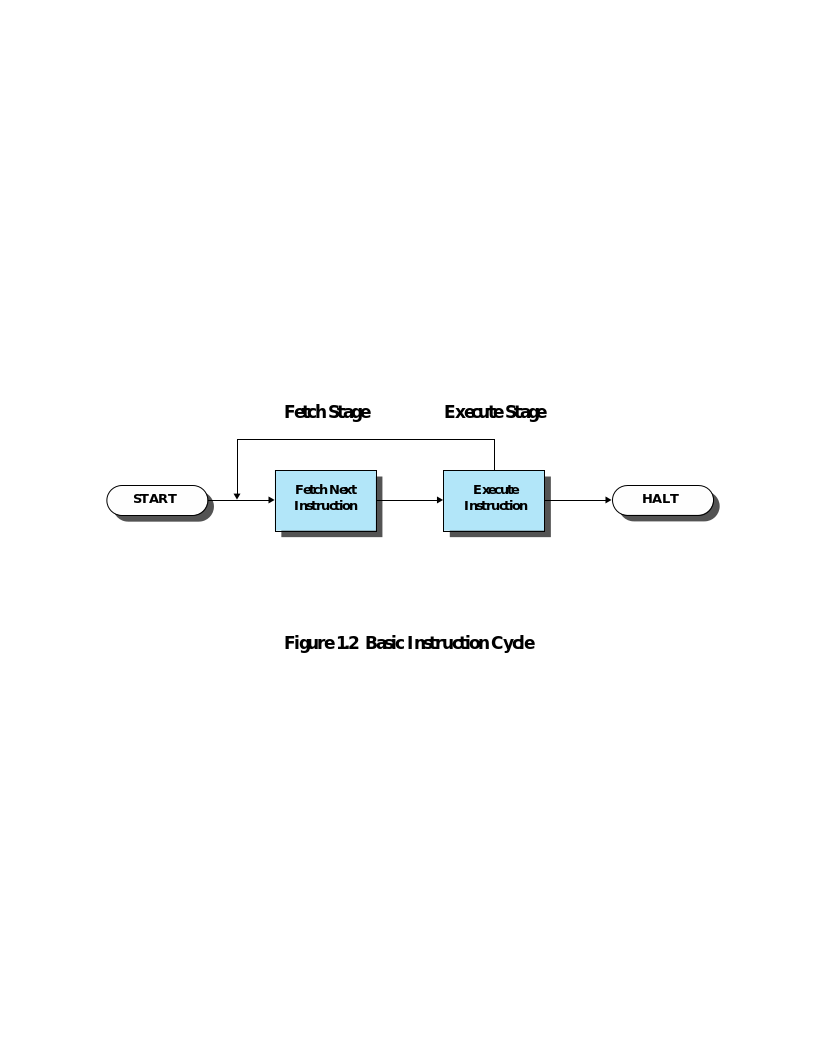 Fetch Stage
Execute Stage
START
Fetch Next
Instruction
Execute
Instruction
HALT
Figure 1.2 Basic Instruction Cycle